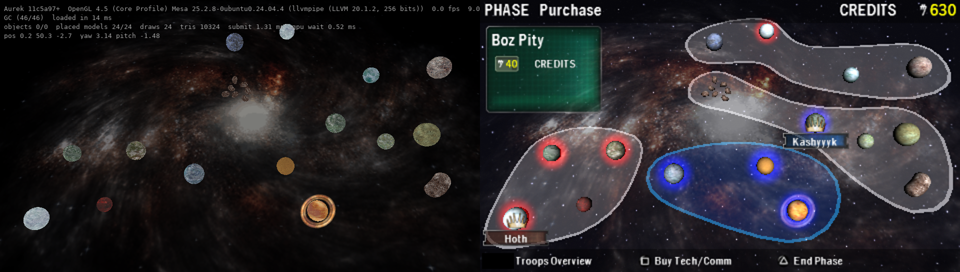 Aurek 11c5a97+ OpenGL 4.5 (Core Profile) Mesa 25.2.8-0ubuntu0.24.04.4 (llvmpipe (LLVM 20.1.2, 256 bits)) 0.0 fps 9.0
GC (46/46) loaded in 14 ms
objects 0/0 placed models 24/24 draws 24 tris 10324 submit 1.31 wait 0.52 ms
pos 0.2 50.3 -2.7 yaw 3.14 pitch -1.48
PHASE Purchase
CREDITS 630
Boz Pity
40 CREDITS
Kashyyyk
Hoth
Troops Overview
Buy Tech/Comm
End Phase